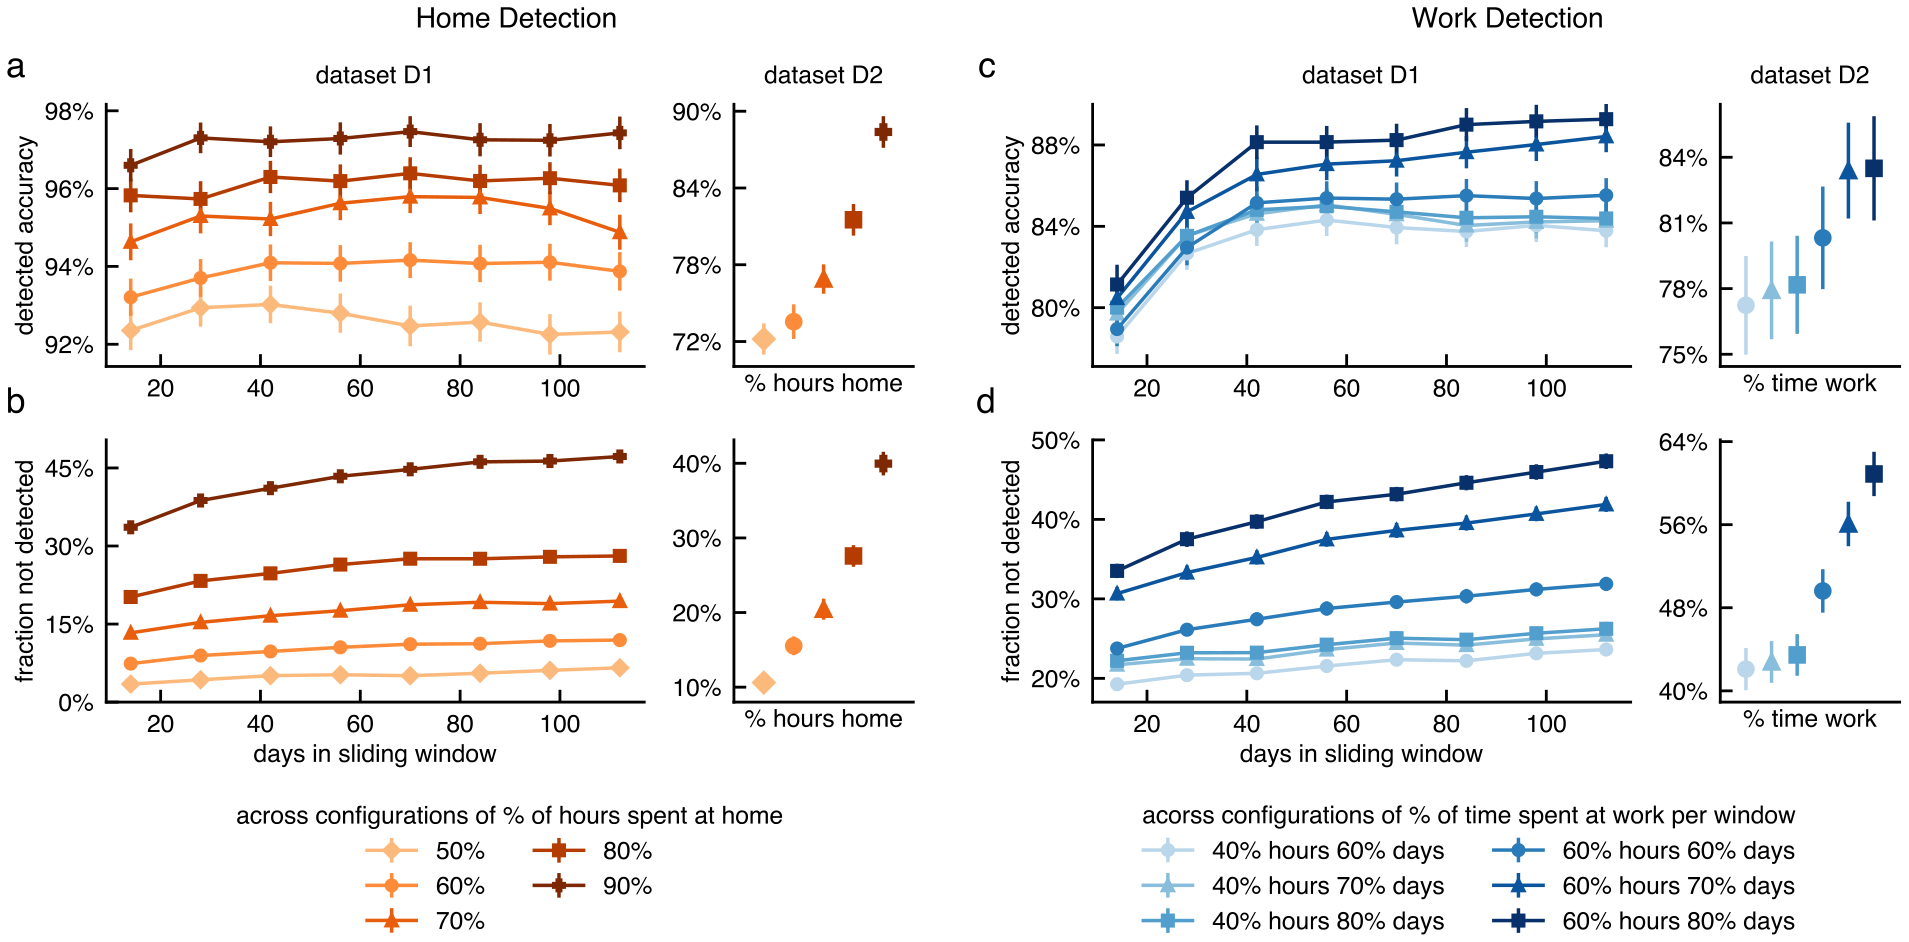 Home Detection
Work Detection
a
dataset D1
dataset D2
98%
96%
94%
92%
detected accuracy
20 40 60 80 100
90%
84%
78%
72%
% hours home
b
45%
30%
15%
0%
fraction not detected
20 40 60 80 100
days in sliding window
40%
30%
20%
10%
% hours home
across configurations of % of hours spent at home
50%
60%
70%
80%
90%
c
dataset D1
dataset D2
88%
84%
80%
detected accuracy
20 40 60 80 100
84%
81%
78%
75%
% time work
d
50%
40%
30%
20%
fraction not detected
20 40 60 80 100
days in sliding window
64%
56%
48%
40%
% time work
acorss configurations of % of time spent at work per window
40% hours 60% days
40% hours 70% days
40% hours 80% days
60% hours 60% days
60% hours 70% days
60% hours 80% days